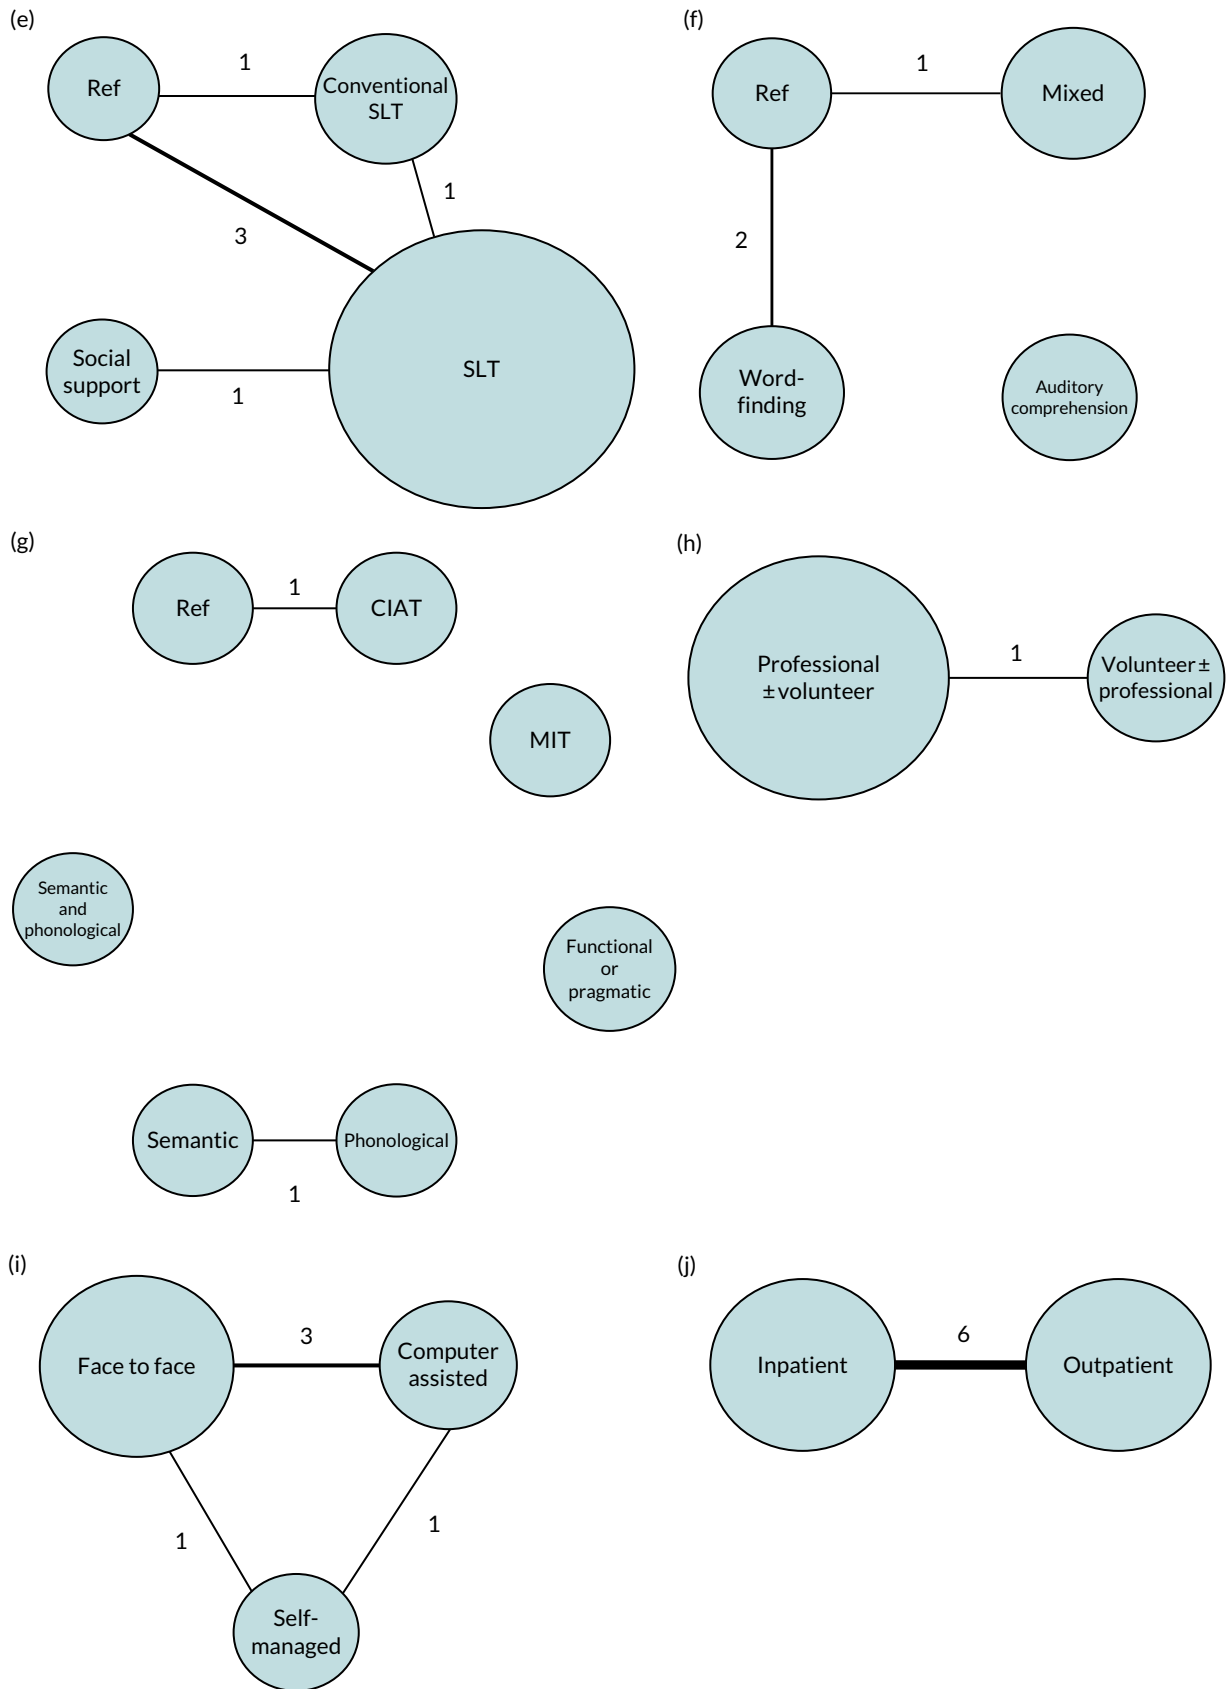 (e)
Ref
1
Conventional
SLT
1
3
SLT
Social
support
1
(f)
Ref
1
Mixed
2
Word-
finding
Auditory
comprehension
(g)
Ref
1
CIAT
MIT
Semantic
and
phonological
Functional
or
pragmatic
Semantic
1
Phonological
(h)
Professional
± volunteer
1
Volunteer ±
professional
(i)
Face to face
3
Computer
assisted
1
1
Self-
managed
(j)
Inpatient
6
Outpatient